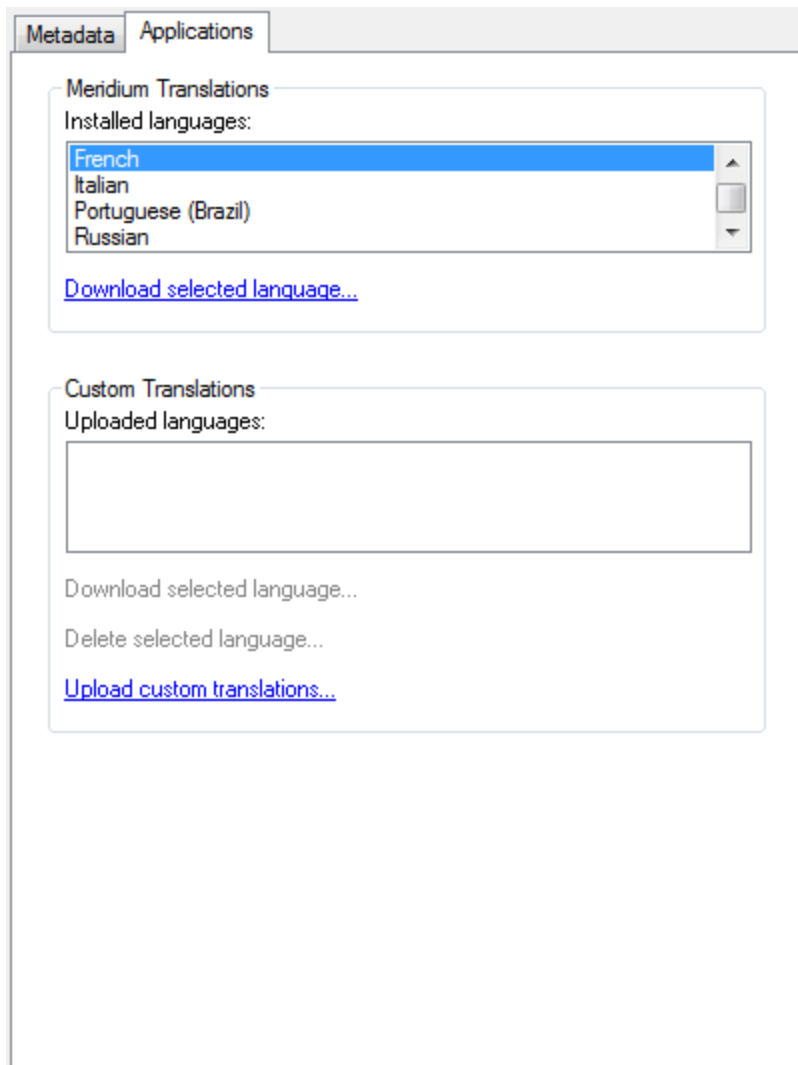 Metadata
Applications
Meridium Translations
Installed languages:
French
Italian
Portuguese (Brazil)
Russian
Download selected language...
Custom Translations
Uploaded languages:
Download selected language...
Delete selected language...
Upload custom translations...